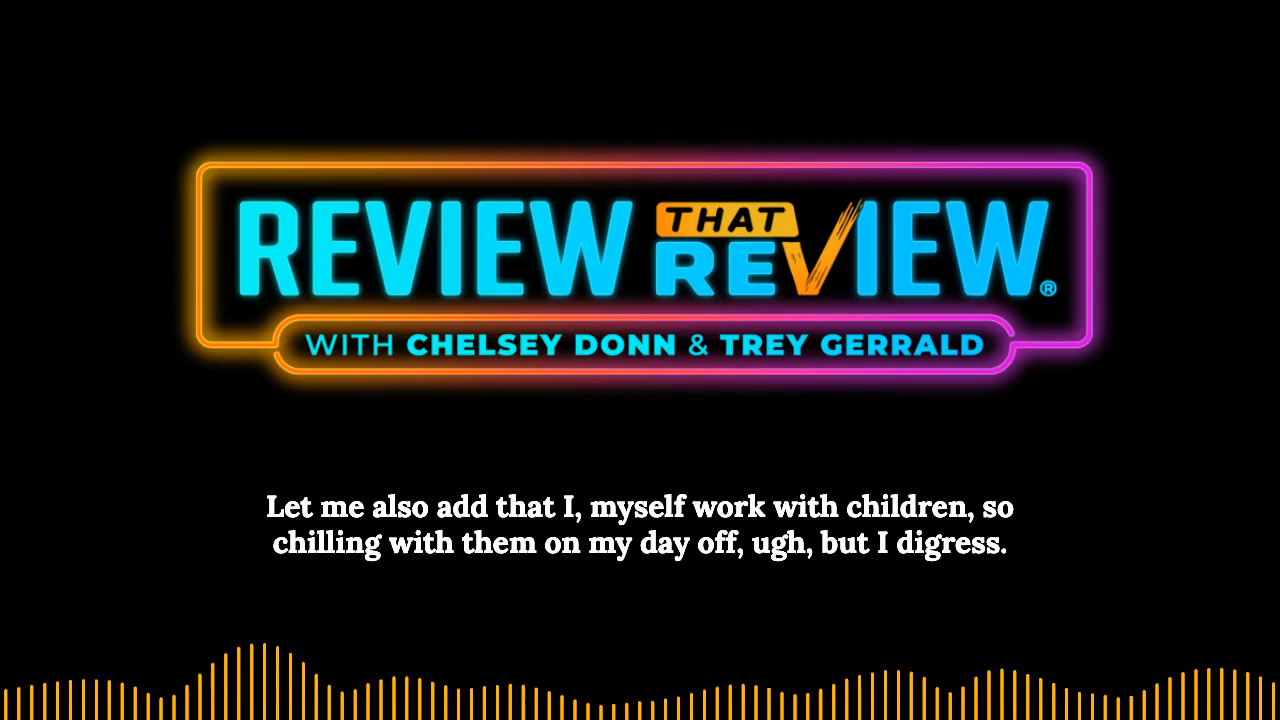 REVIEW THAT REVIEW®
WITH CHELSEY DONN & TREY GERRALD
Let me also add that I, myself work with children, so
chilling with them on my day off, ugh, but I digress.